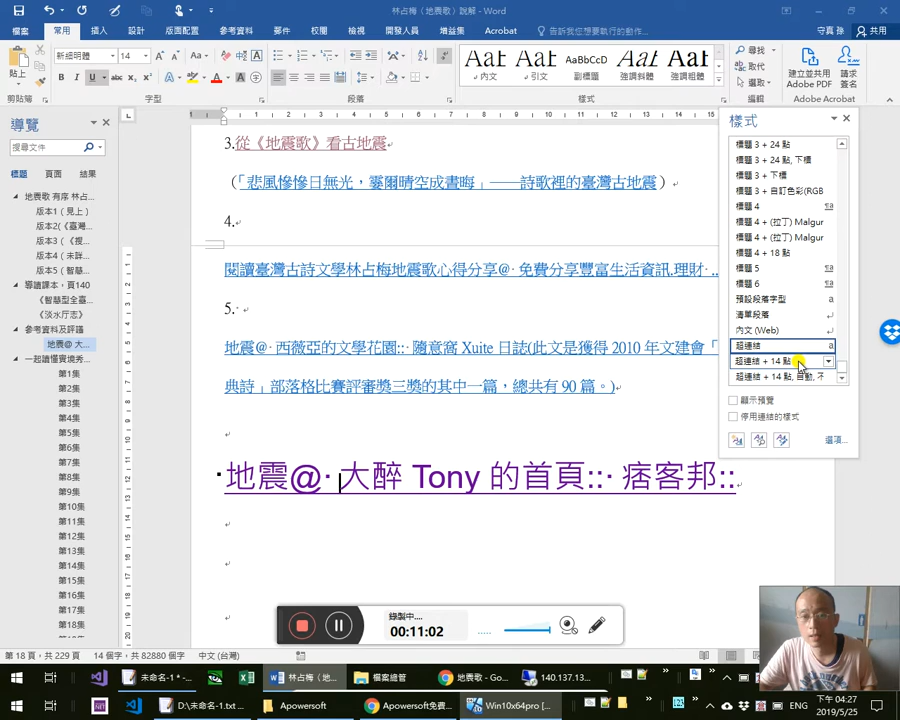 林占梅（地震歌）說解 - Word
檔案 常用 插入 設計 版面配置 參考資料 郵件 校閱 檢視 開發人員 增益集 Acrobat 告訴我您想要執行的動作... 守真 孫 共用
新細明體 14
貼上
剪貼簿 字型 段落 樣式 編輯 Adobe Acrobat
AaF AaF AaBbCcD AaF AaF
內文 引文 副標題 強調斜體 強調粗體
尋找 取代 選取
建立並共用 Adobe PDF
請求簽名
導覽
搜尋文件
標題 頁面 結果
地震歌 有序 林占...
版本1（見上）
版本2(《臺灣...
版本3（《搜...
版本4（未詳...
版本5（智慧...
導讀課本，頁140
《智慧型全臺...
《淡水厅志》
參考資料及評議
地震@ 大...
一起讀懂實境秀...
第1集
第2集
第3集
第4集
第5集
第6集
第7集
第8集
第9集
第10集
第11集
第12集
第13集
第14集
第15集
第16集
第17集
第18集
3.從《地震歌》看古地震
（「悲風慘慘日無光，霎爾晴空成晝晦」——詩歌裡的臺灣古地震）
4.
閱讀臺灣古詩文學林占梅地震歌心得分享@· 免費分享豐富生活資訊.理財· ..
5.·
地震@· 西薇亞的文學花園::· 隨意窩 Xuite 日誌(此文是獲得 2010 年文建會「
典詩」部落格比賽評審獎三獎的其中一篇，總共有 90 篇。)
地震@· 大醉 Tony 的首頁::· 痞客邦::
樣式
標題 3 + 24 點
標題 3 + 24 點, 下標
標題 3 + 下標
標題 3 + 自訂色彩(RGB
標題 4
標題 4 + (拉丁) Malgur
標題 4 + (拉丁) Malgur
標題 4 + 18 點
標題 5
標題 6
預設段落字型
清單段落
內文 (Web)
超連結
超連結 + 14 點
超連結 + 14 點, 自動, 不
顯示預覽
停用連結的樣式
選項...
錄製中....
00:11:02
第 18 頁，共 229 頁 14 個字，共 82880 個字 中文 (台灣) 110%
未命名-1 *-... 林占梅（地... 檔案總管 地震歌 - Go... 140.137.13... ENG
D:\未命名-1.txt ... Apowersoft Apowersoft免費... Win10x64pro [... ENG
下午 04:27
2019/5/5